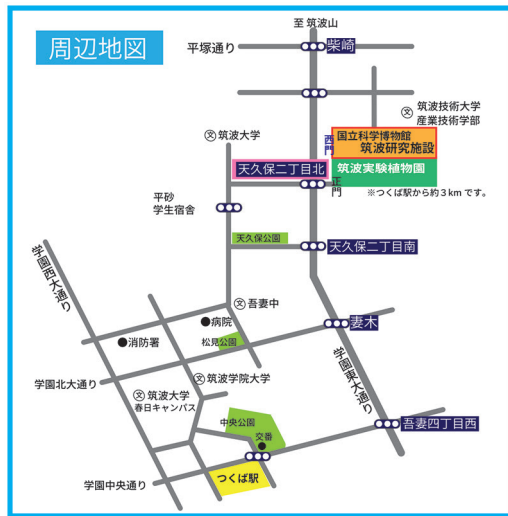 至 筑波山
周辺地図
平塚通り
柴崎
筑波技術大学
産業技術学部
筑波大学
西門
国立科学博物館
筑波研究施設
天久保二丁目北
筑波実験植物園
正門
※つくば駅から約3kmです。
平砂
学生宿舎
天久保公園
天久保二丁目南
学園西大通り
吾妻中
病院
妻木
消防署
松見公園
学園東大通り
筑波学院大学
学園北大通り
筑波大学
春日キャンパス
中央公園
吾妻四丁目西
交番
つくば駅
学園中央通り